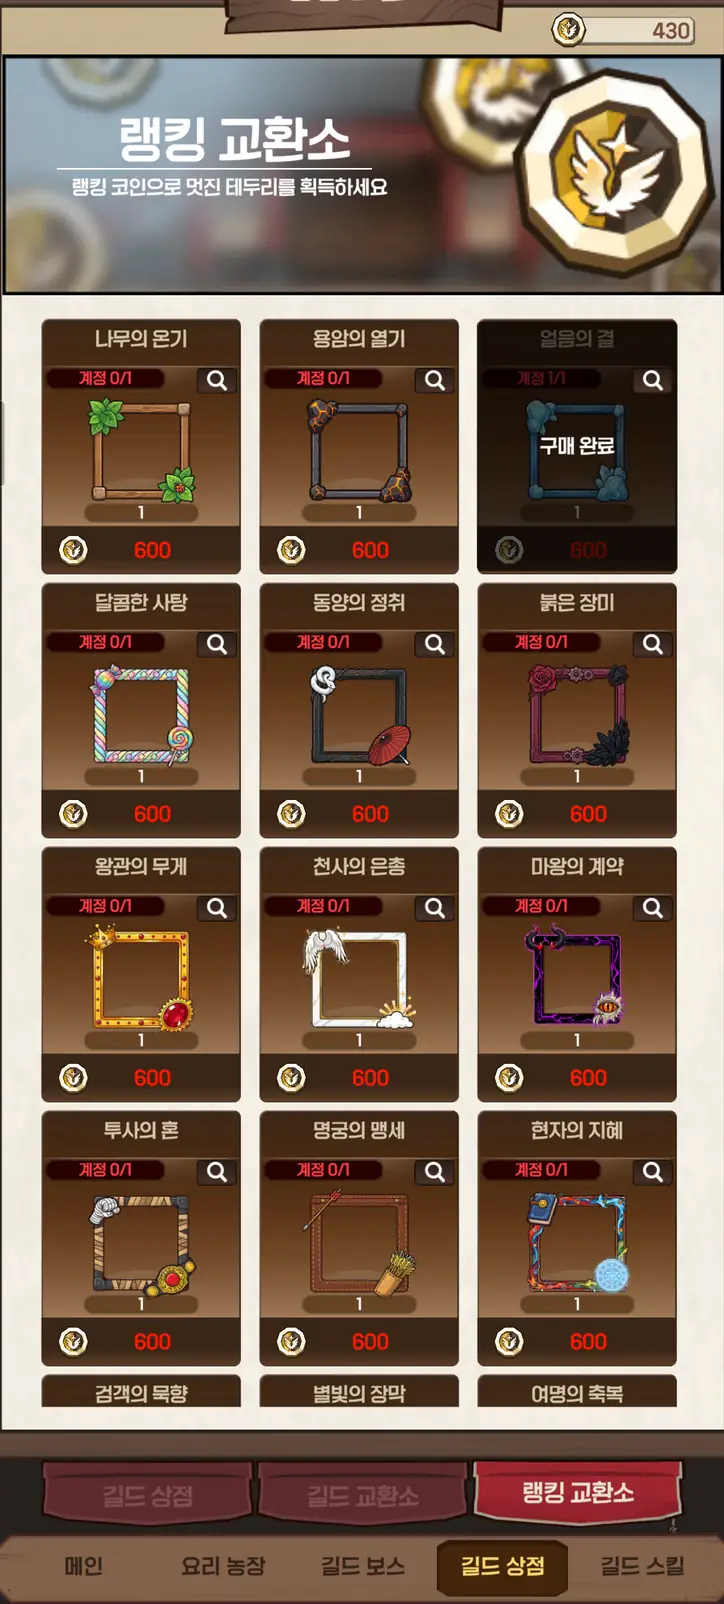 430
랭킹 교환소
랭킹 코인으로 멋진 테두리를 획득하세요
나무의 온기
용암의 열기
얼음의 결
계정 0/1
계정 0/1
계정 1/1
구매 완료
1
1
1
600
600
600
달콤한 사탕
동양의 정취
붉은 장미
계정 0/1
계정 0/1
계정 0/1
1
1
1
600
600
600
왕관의 무게
천사의 은총
마왕의 계약
계정 0/1
계정 0/1
계정 0/1
1
1
1
600
600
600
투사의 혼
명궁의 맹세
현자의 지혜
계정 0/1
계정 0/1
계정 0/1
1
1
1
600
600
600
검객의 묵향
별빛의 장막
여명의 축복
길드 상점
길드 교환소
랭킹 교환소
메인
요리 농장
길드 보스
길드 상점
길드 스킬